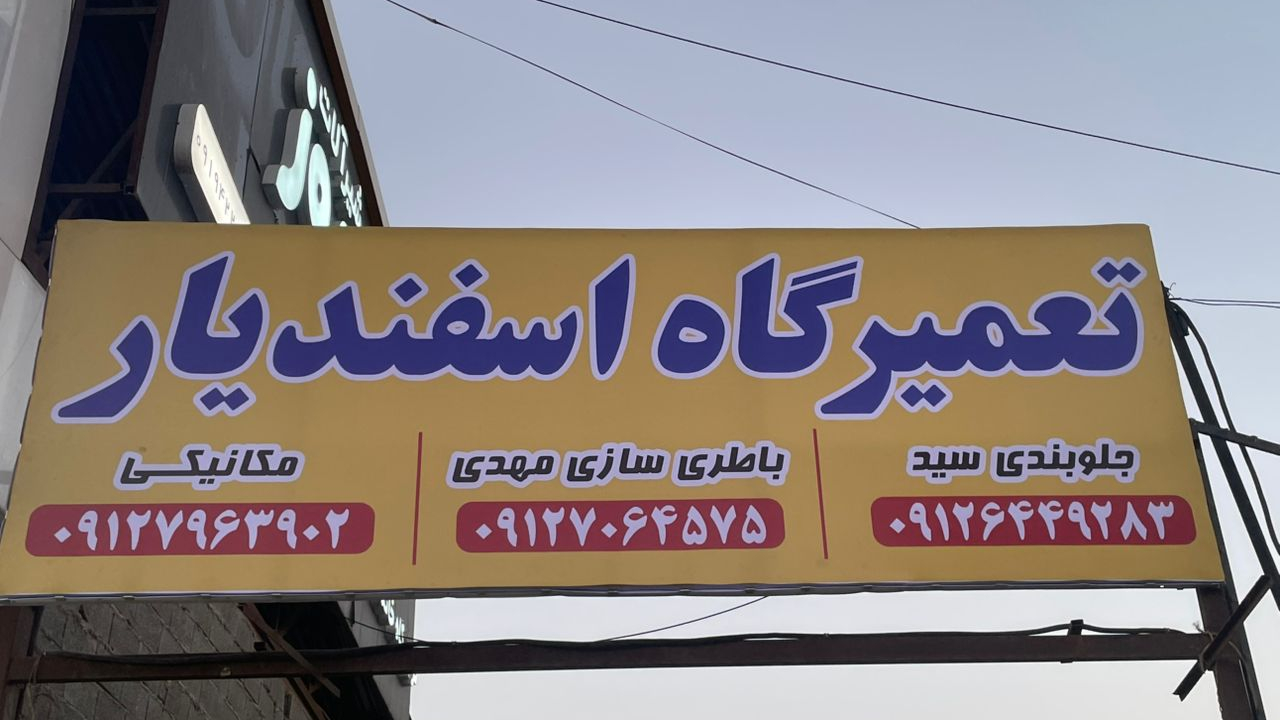 تعمیرگاه اسفندیار
جلوبندی سید
۰۹۱۲۶۴۴۹۲۸۳
باطری سازی مهدی
۰۹۱۲۷۰۶۴۵۷۵
مکانیکی
۰۹۱۲۷۹۶۳۹۰۲